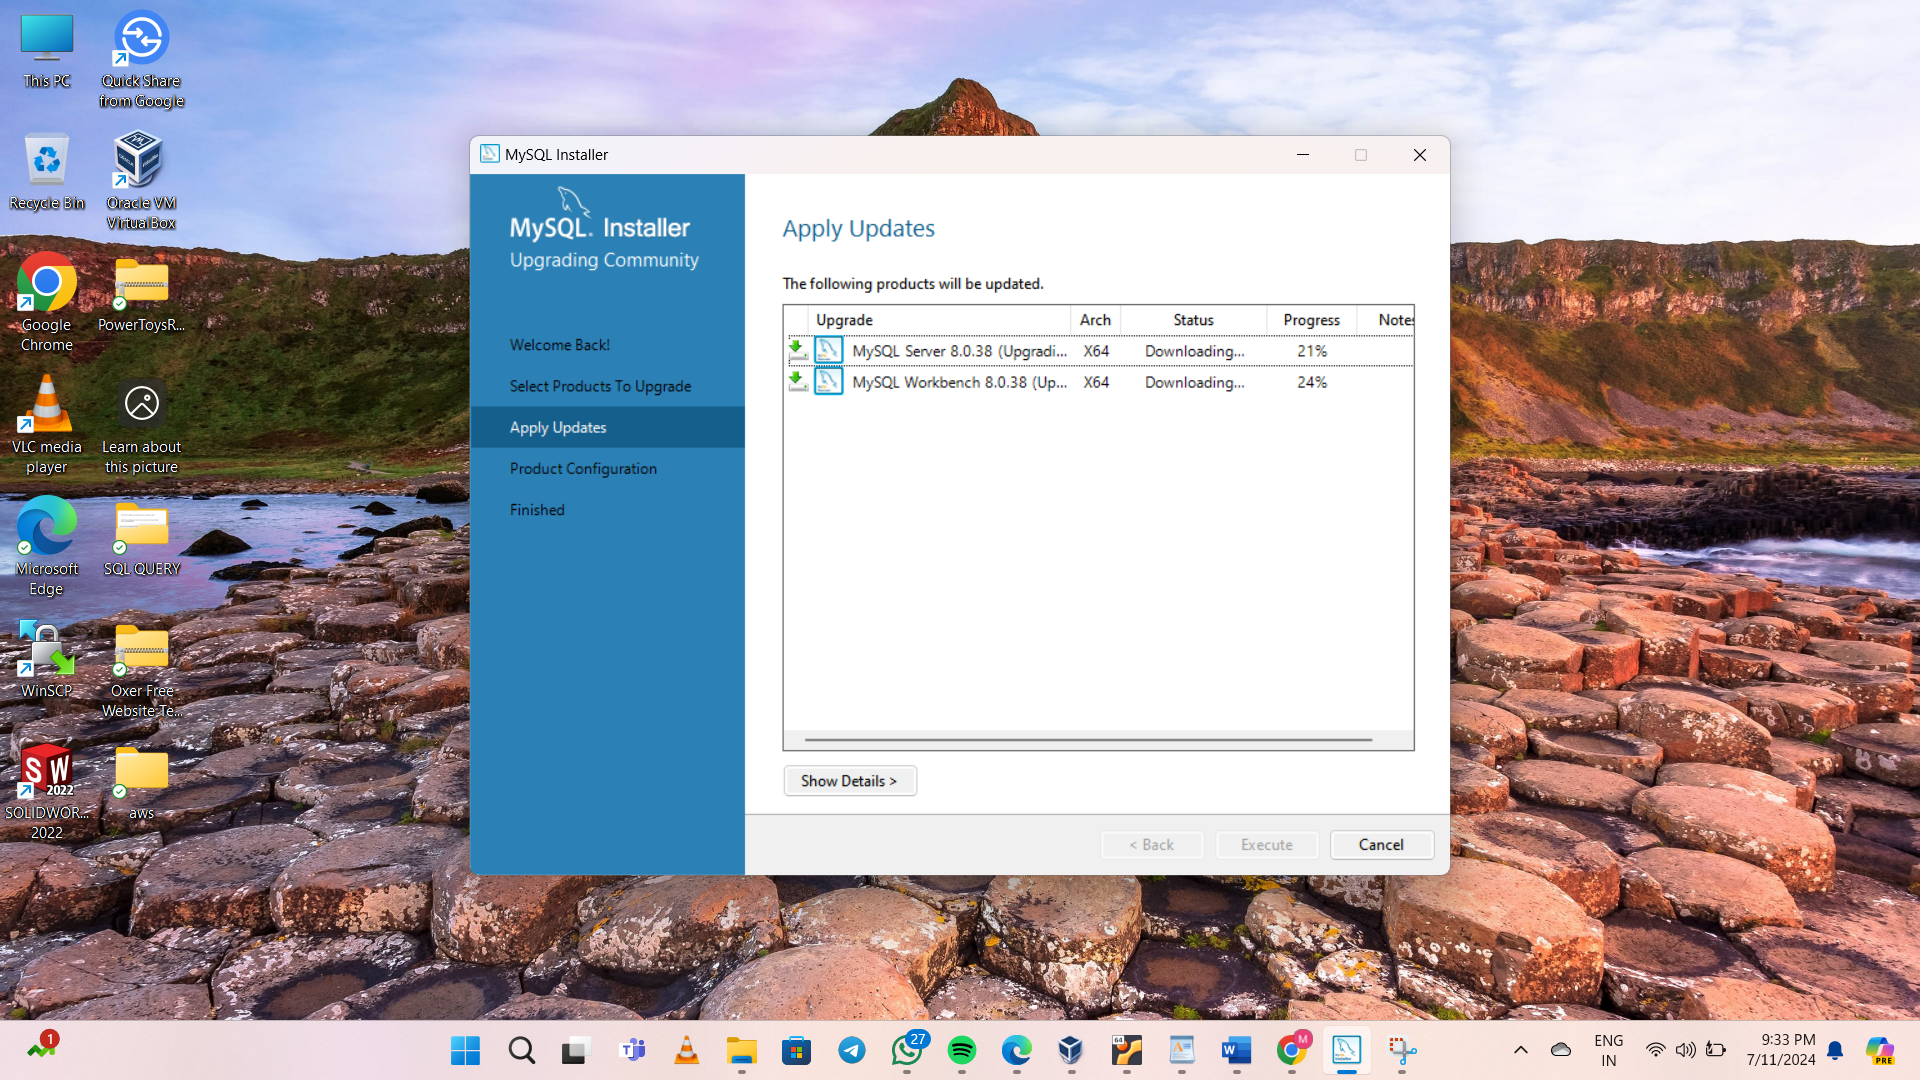 This PC
Quick Share
from Google
Recycle Bin
Oracle VM
VirtualBox
Google
Chrome
PowerToysR...
VLC media
player
Learn about
this picture
Microsoft
Edge
SQL QUERY
WinSCP
Oxer Free
Website Te...
SW
2022
SOLIDWOR...
2022
aws
MySQL Installer
MySQL. Installer
Upgrading Community
Welcome Back!
Select Products To Upgrade
Apply Updates
Product Configuration
Finished
Apply Updates
The following products will be updated.
Upgrade Arch Status Progress Notes
MySQL Server 8.0.38 (Upgradi... X64 Downloading... 21%
MySQL Workbench 8.0.38 (Up... X64 Downloading... 24%
Show Details >
< Back Execute Cancel
1
27
64
M
ENG
IN
9:33 PM
7/11/2024
PRE